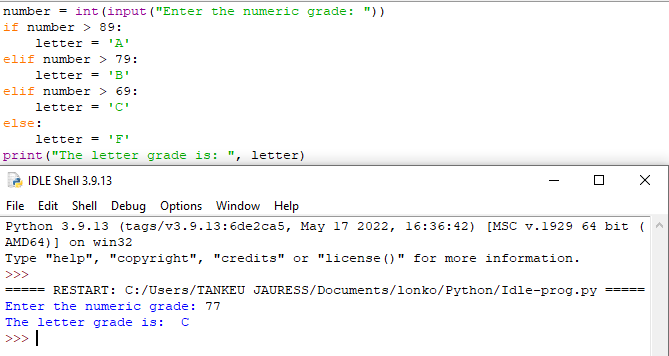 number = int(input("Enter the numeric grade: "))
if number > 89:
    letter = 'A'
elif number > 79:
    letter = 'B'
elif number > 69:
    letter = 'C'
else:
    letter = 'F'
print("The letter grade is: ", letter)
IDLE Shell 3.9.13
File Edit Shell Debug Options Window Help
Python 3.9.13 (tags/v3.9.13:6de2ca5, May 17 2022, 16:36:42) [MSC v.1929 64 bit (
AMD64)] on win32
Type "help", "copyright", "credits" or "license()" for more information.
>>>
===== RESTART: C:/Users/TANKEU JAURESS/Documents/lonko/Python/Idle-prog.py =====
Enter the numeric grade: 77
The letter grade is:  C
>>>